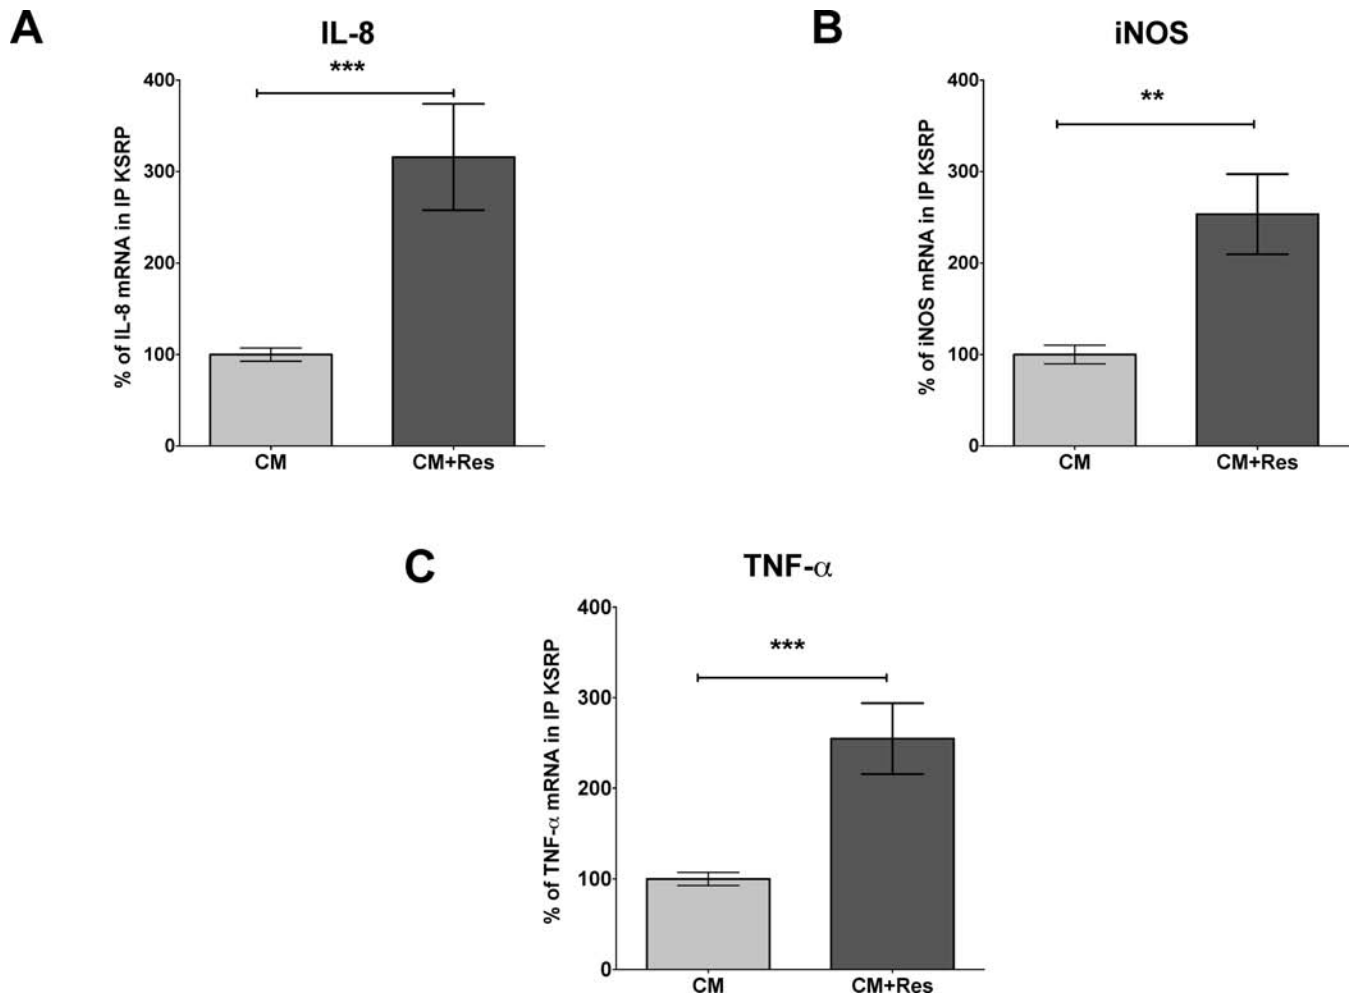 A
IL-8
***
% of IL-8 mRNA in IP KSRP
400
300
200
100
0
CM
CM+Res
B
iNOS
**
% of iNOS mRNA in IP KSRP
400
300
200
100
0
CM
CM+Res
C
TNF-α
***
% of TNF-α mRNA in IP KSRP
400
300
200
100
0
CM
CM+Res